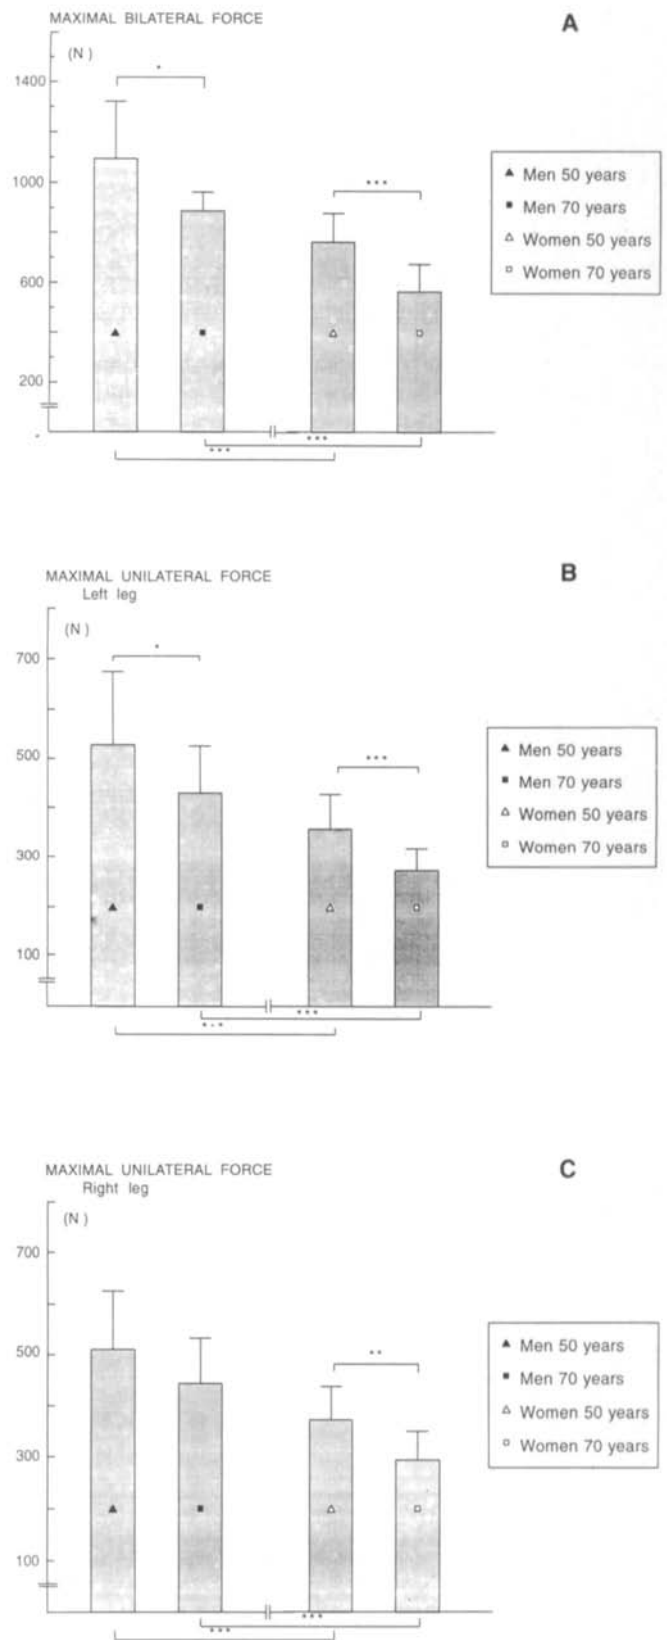 MAXIMAL BILATERAL FORCE
A
(N)
1400
1000
600
200
*
***
▲ Men 50 years
■ Men 70 years
△ Women 50 years
□ Women 70 years
***
***
MAXIMAL UNILATERAL FORCE
B
Left leg
(N)
700
500
300
100
*
***
▲ Men 50 years
■ Men 70 years
△ Women 50 years
□ Women 70 years
***
***
MAXIMAL UNILATERAL FORCE
C
Right leg
(N)
700
500
300
100
**
▲ Men 50 years
■ Men 70 years
△ Women 50 years
□ Women 70 years
***
***